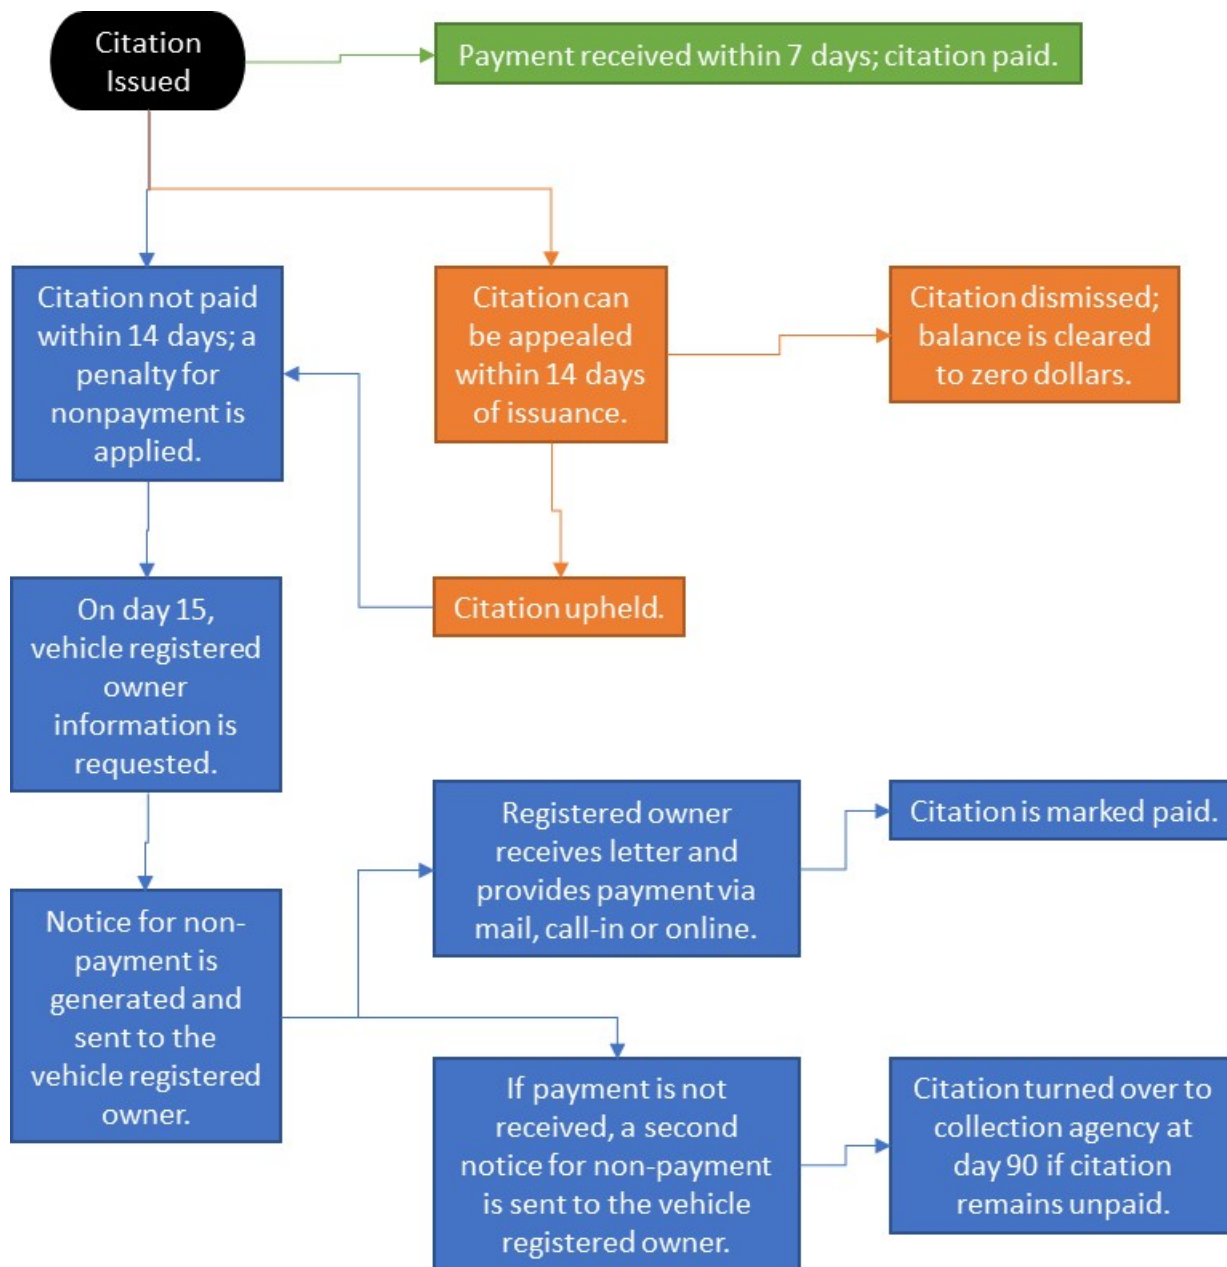 Citation
Issued
Payment received within 7 days; citation paid.
Citation not paid
within 14 days; a
penalty for
nonpayment is
applied.
Citation can
be appealed
within 14 days
of issuance.
Citation dismissed;
balance is cleared
to zero dollars.
Citation upheld.
On day 15,
vehicle registered
owner
information is
requested.
Registered owner
receives letter and
provides payment via
mail, call-in or online.
Citation is marked paid.
Notice for non-
payment is
generated and
sent to the
vehicle registered
owner.
If payment is not
received, a second
notice for non-payment
is sent to the vehicle
registered owner.
Citation turned over to
collection agency at
day 90 if citation
remains unpaid.